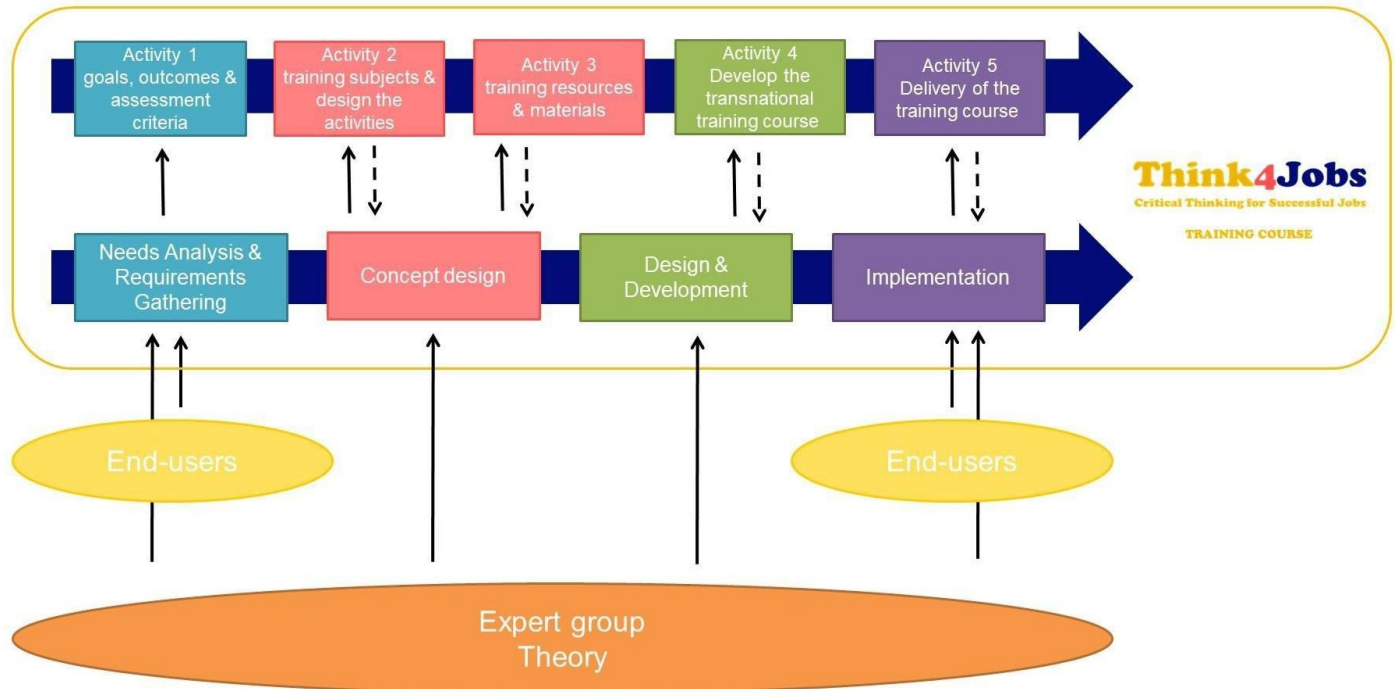 Activity 1
goals, outcomes &
assessment
criteria
Activity 2
training subjects &
design the
activities
Activity 3
training resources
& materials
Activity 4
Develop the
transnational
training course
Activity 5
Delivery of the
training course
Think4Jobs
Critical Thinking for Successful Jobs
TRAINING COURSE
Needs Analysis &
Requirements
Gathering
Concept design
Design &
Development
Implementation
End-users
End-users
Expert group
Theory